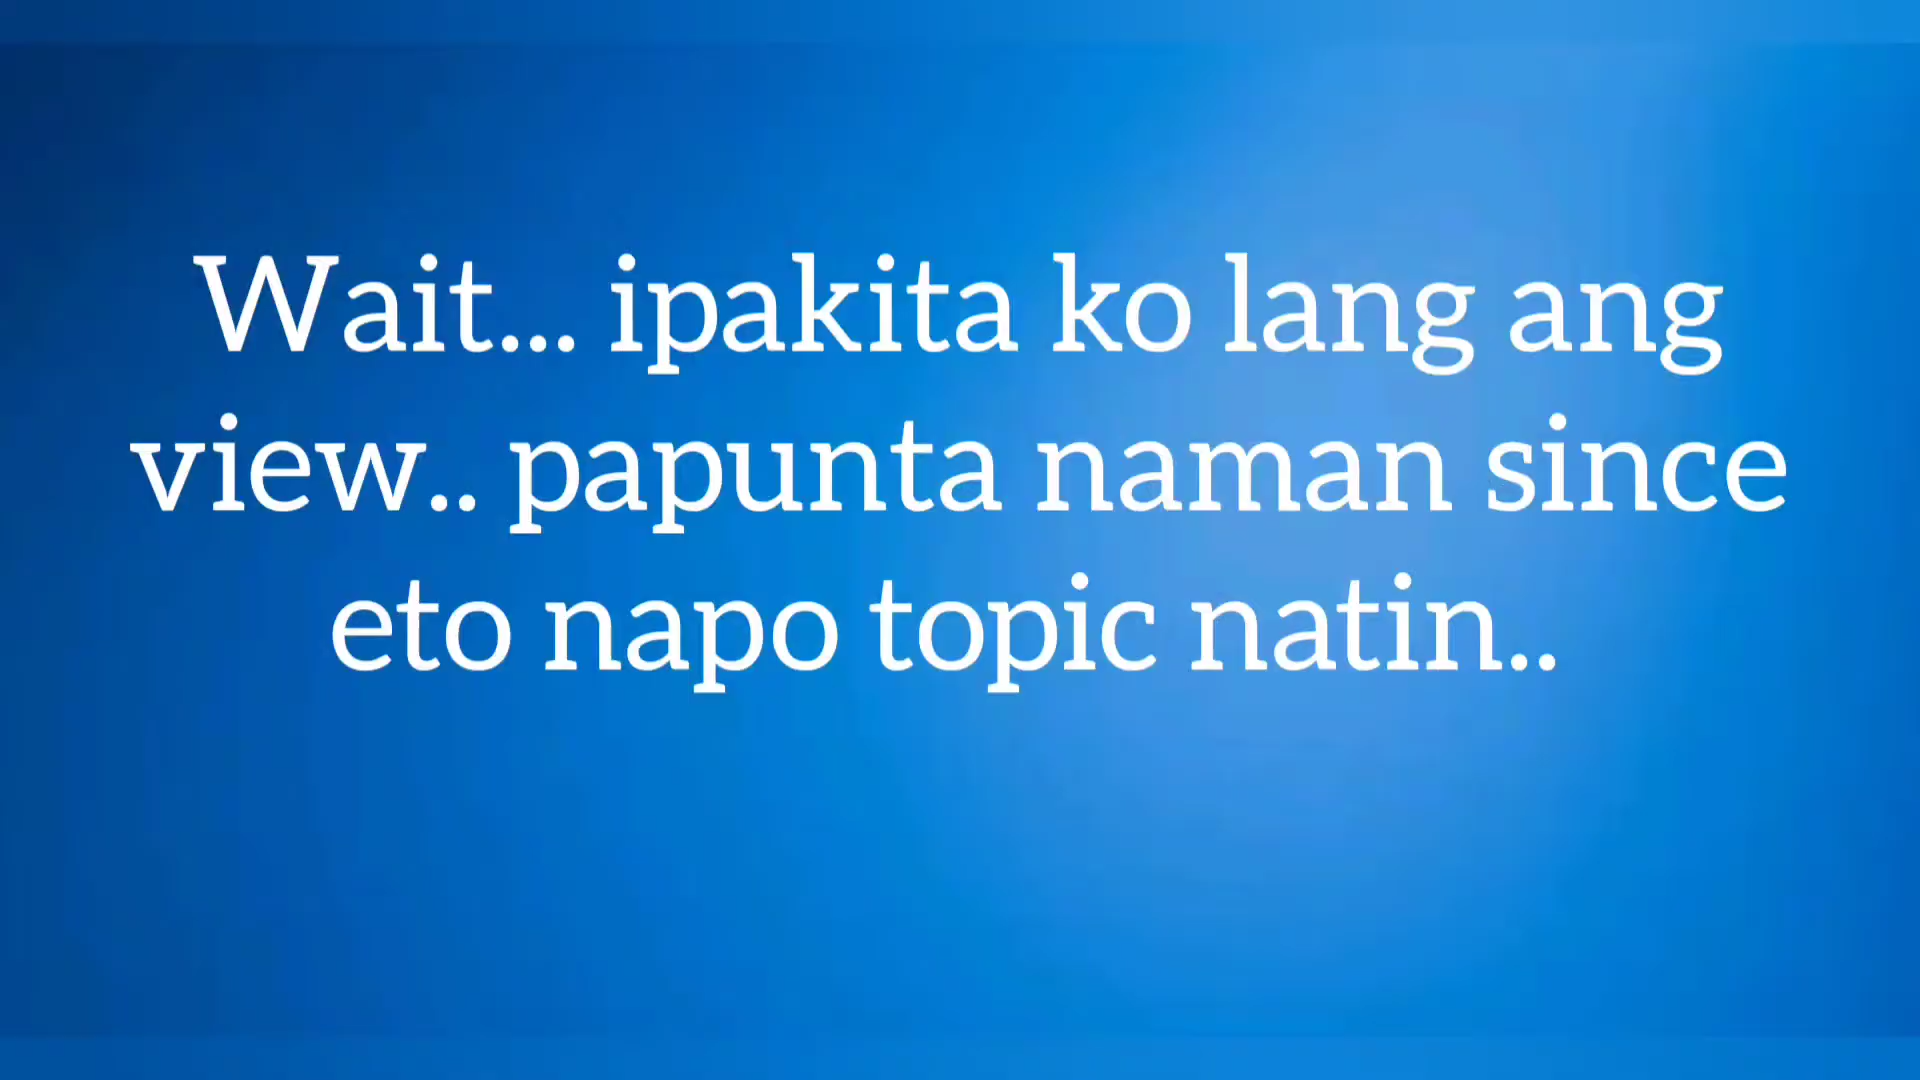 Wait... ipakita ko lang ang
view.. papunta naman since
eto napo topic natin..